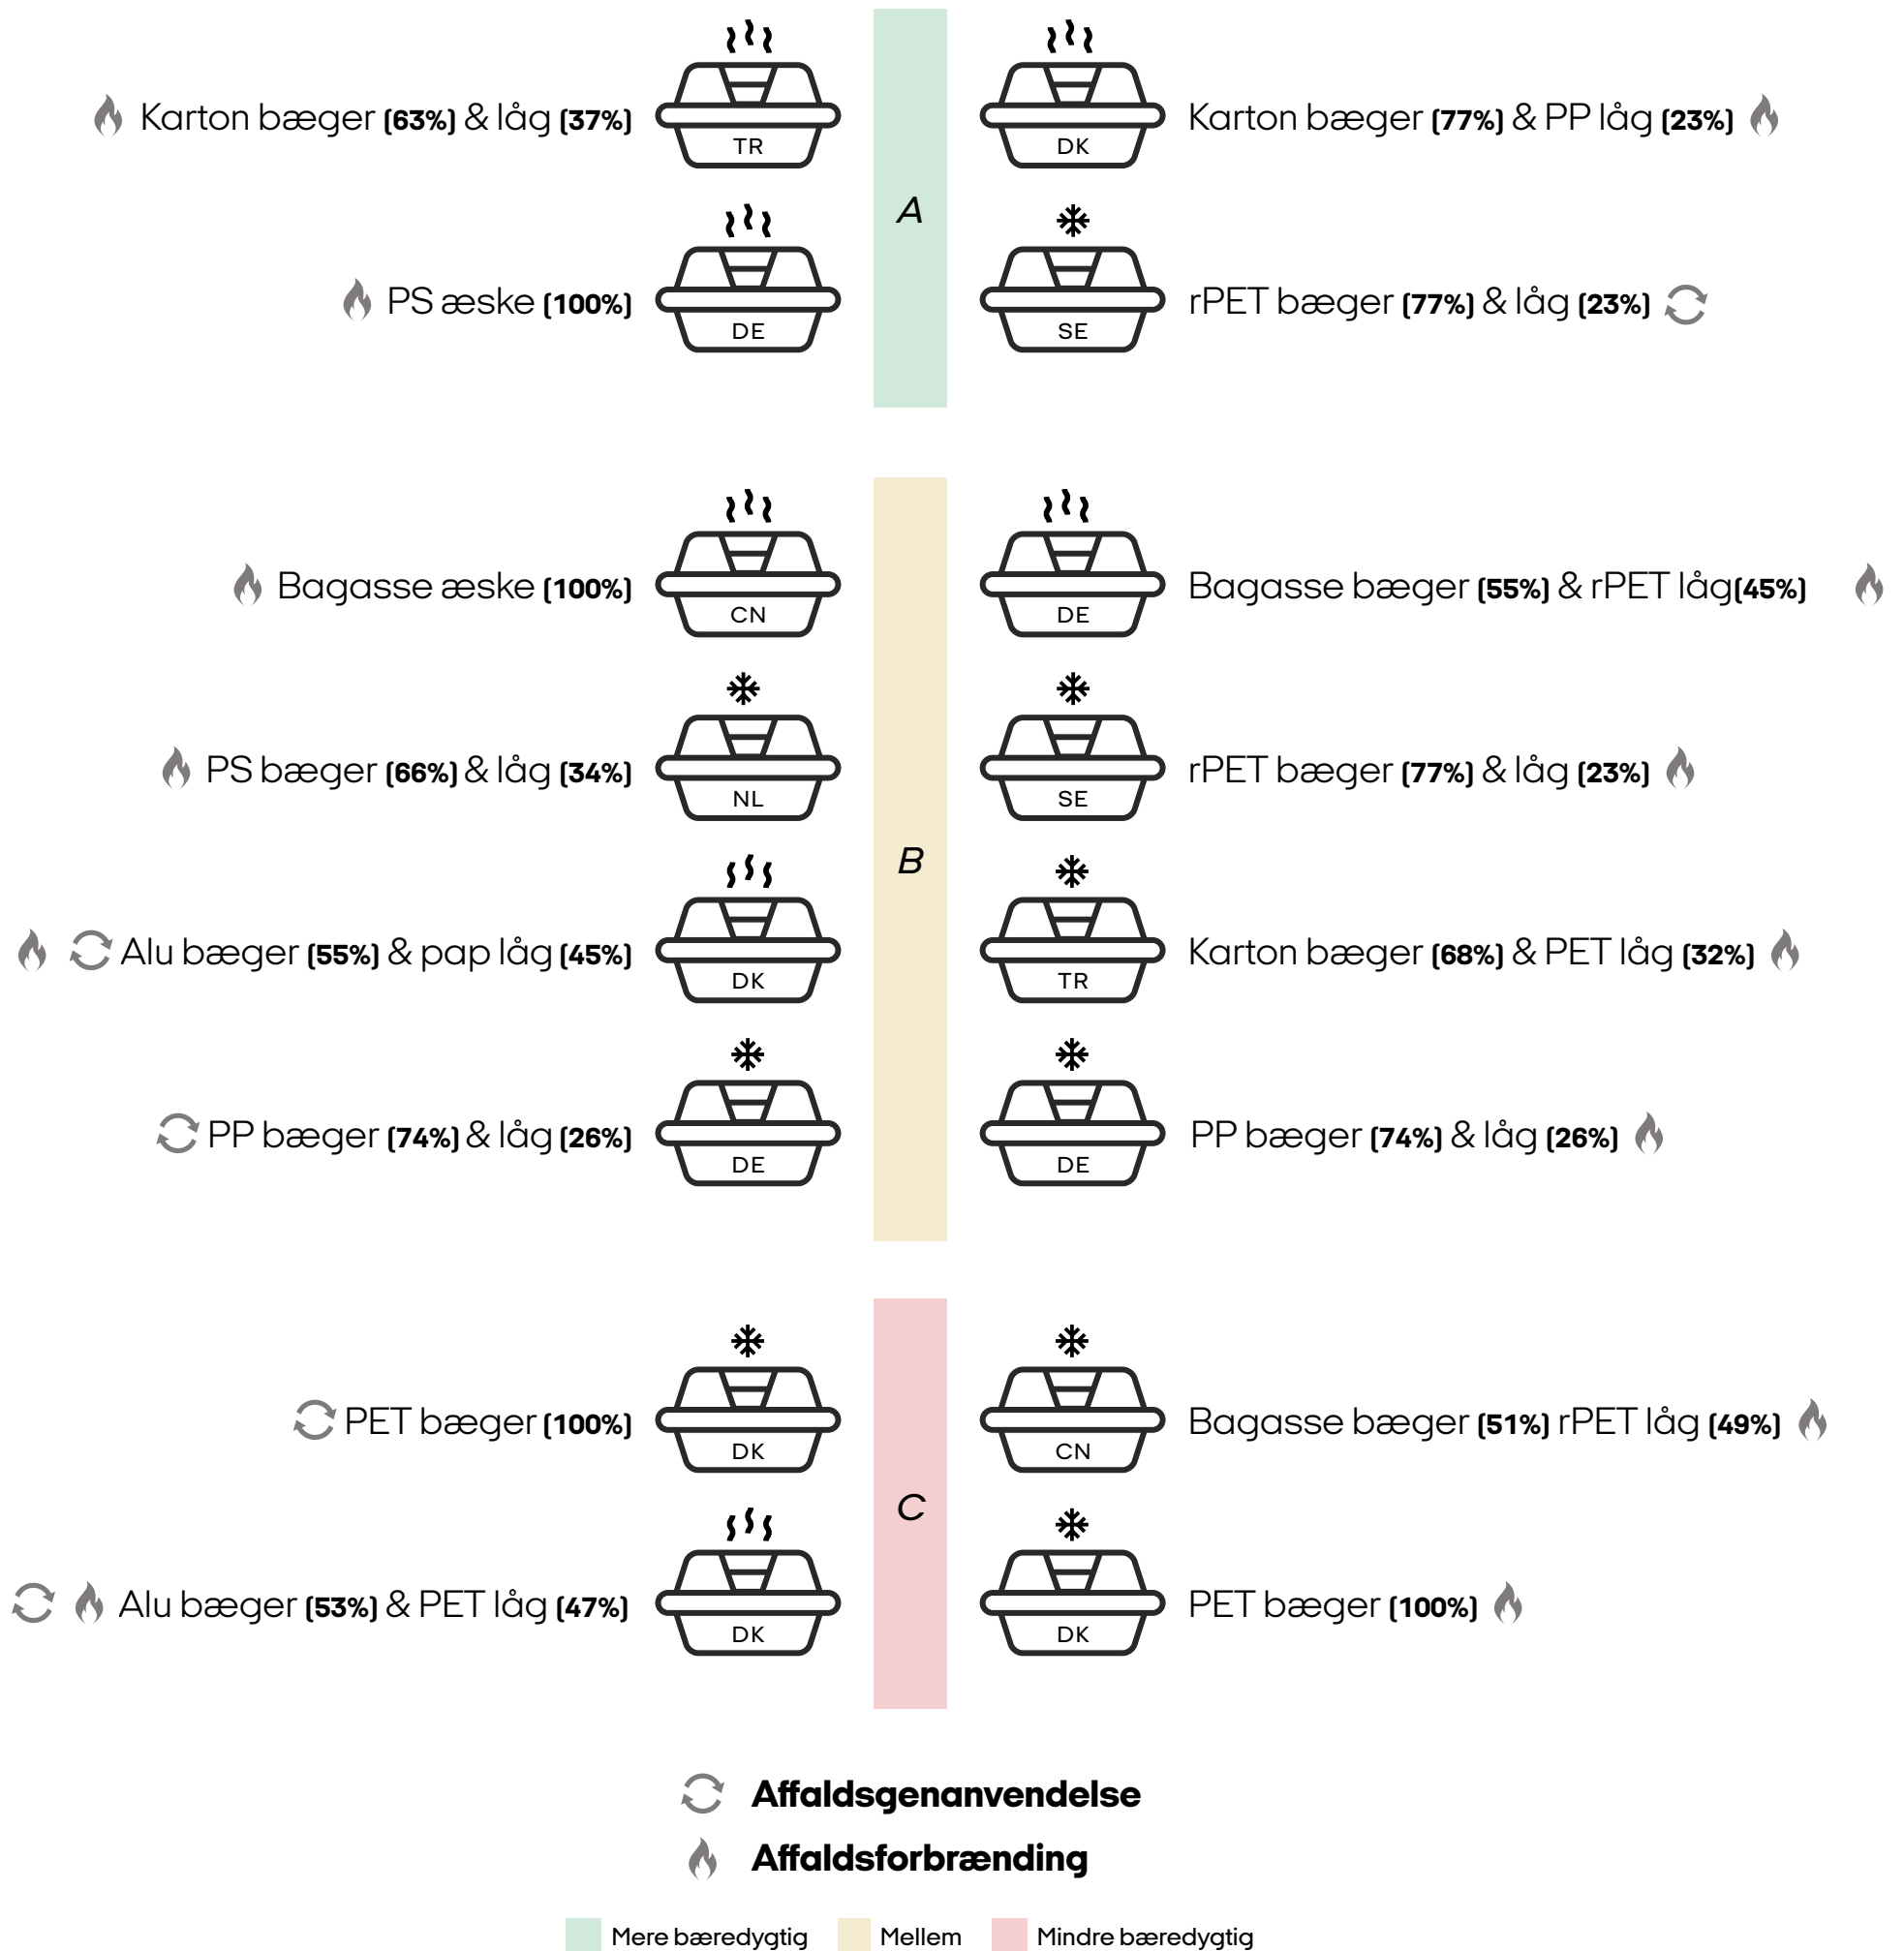 Karton bæger (63%) & låg (37%)
TR
DK
Karton bæger (77%) & PP låg (23%)
A
PS æske (100%)
DE
SE
rPET bæger (77%) & låg (23%)
Bagasse æske (100%)
CN
DE
Bagasse bæger (55%) & rPET låg(45%)
PS bæger (66%) & låg (34%)
NL
SE
rPET bæger (77%) & låg (23%)
B
Alu bæger (55%) & pap låg (45%)
DK
TR
Karton bæger (68%) & PET låg (32%)
PP bæger (74%) & låg (26%)
DE
DE
PP bæger (74%) & låg (26%)
PET bæger (100%)
DK
CN
Bagasse bæger (51%) rPET låg (49%)
C
Alu bæger (53%) & PET låg (47%)
DK
DK
PET bæger (100%)
Affaldsgenanvendelse
Affaldsforbrænding
Mere bæredygtig
Mellem
Mindre bæredygtig